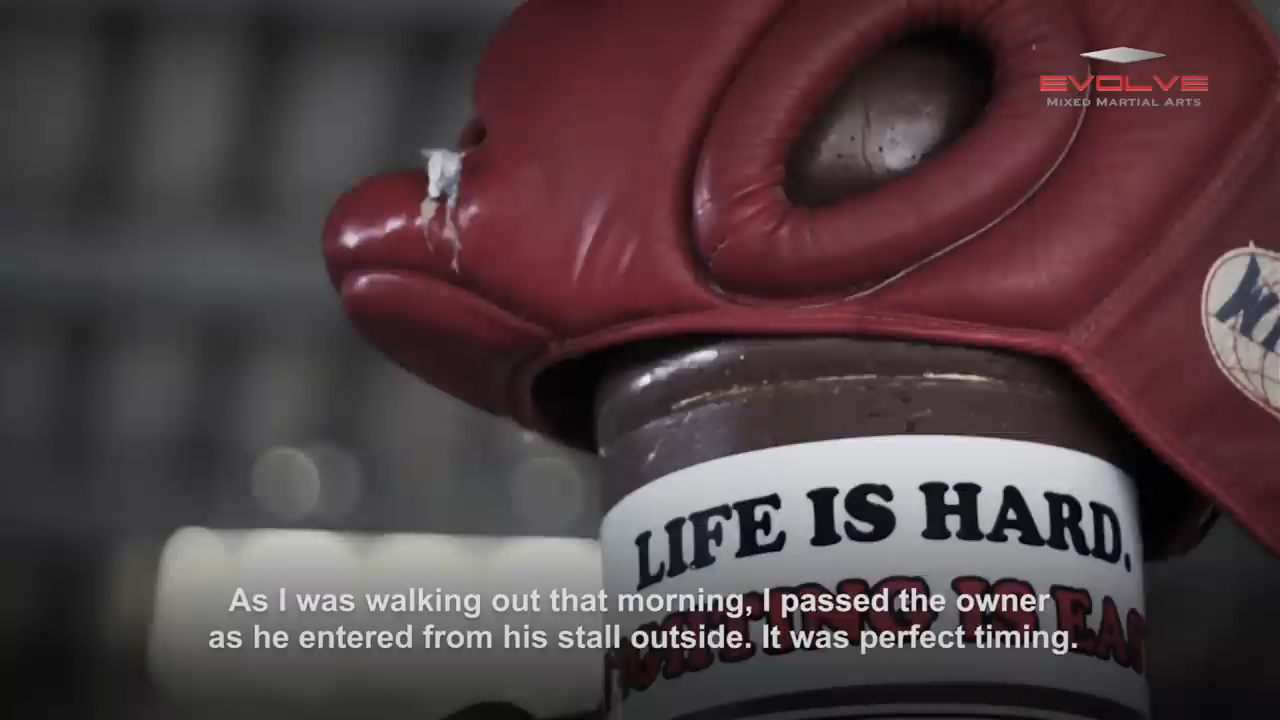 EVOLVE
MIXED MARTIAL ARTS
LIFE IS HARD.
IS
As I was walking out that morning, I passed the owner
as he entered from his stall outside. It was perfect timing.